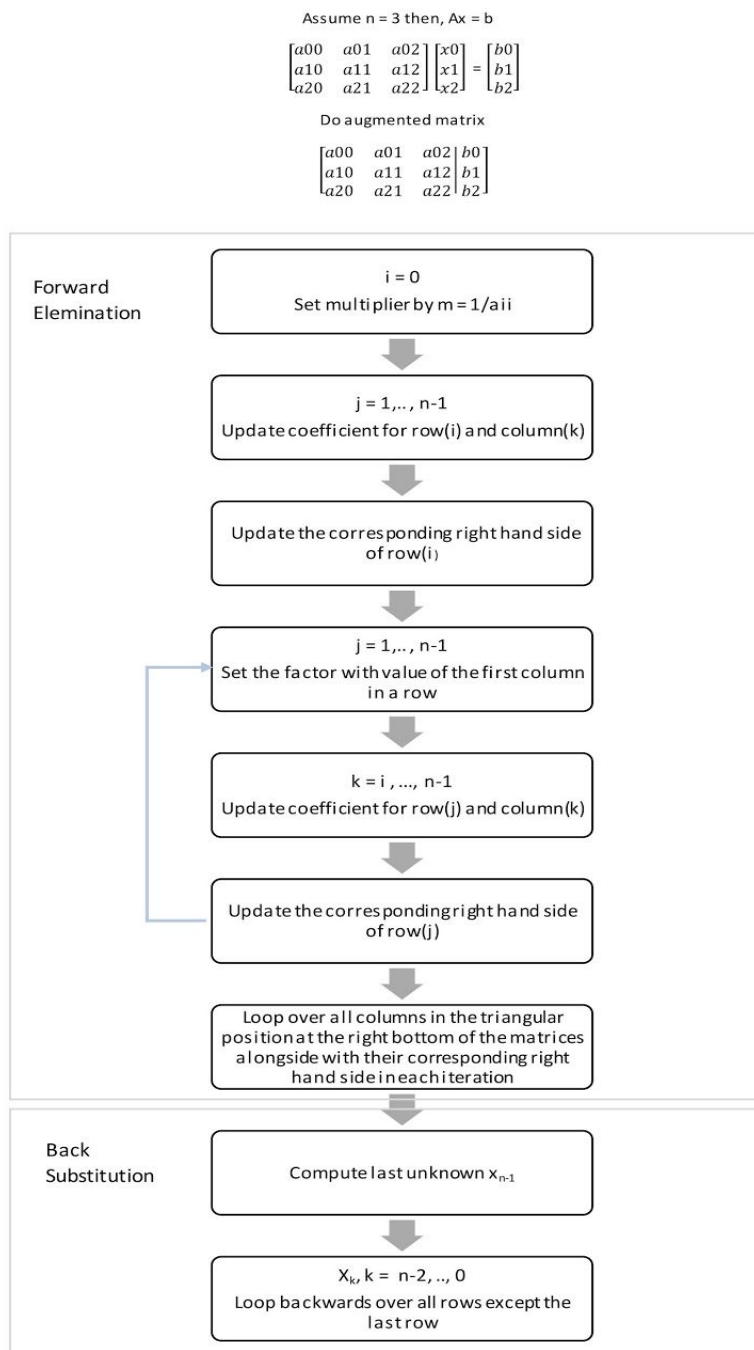 Assume n = 3 then, Ax = b
[a00 a01 a02] [x0] [b0]
[a10 a11 a12] [x1] = [b1]
[a20 a21 a22] [x2] [b2]
Do augmented matrix
[a00 a01 a02 | b0]
[a10 a11 a12 | b1]
[a20 a21 a22 | b2]
Forward
Elemination
i = 0
Set multiplier by m = 1/aii
j = 1,.. , n-1
Update coefficient for row(i) and column(k)
Update the corresponding right hand side
of row(i)
j = 1,.. , n-1
Set the factor with value of the first column
in a row
k = i , ..., n-1
Update coefficient for row(j) and column(k)
Update the corresponding right hand side
of row(j)
Loop over all columns in the triangular
position at the right bottom of the matrices
alongside with their corresponding right
hand side in each iteration
Back
Substitution
Compute last unknown xn-1
Xk, k = n-2, .., 0
Loop backwards over all rows except the
last row